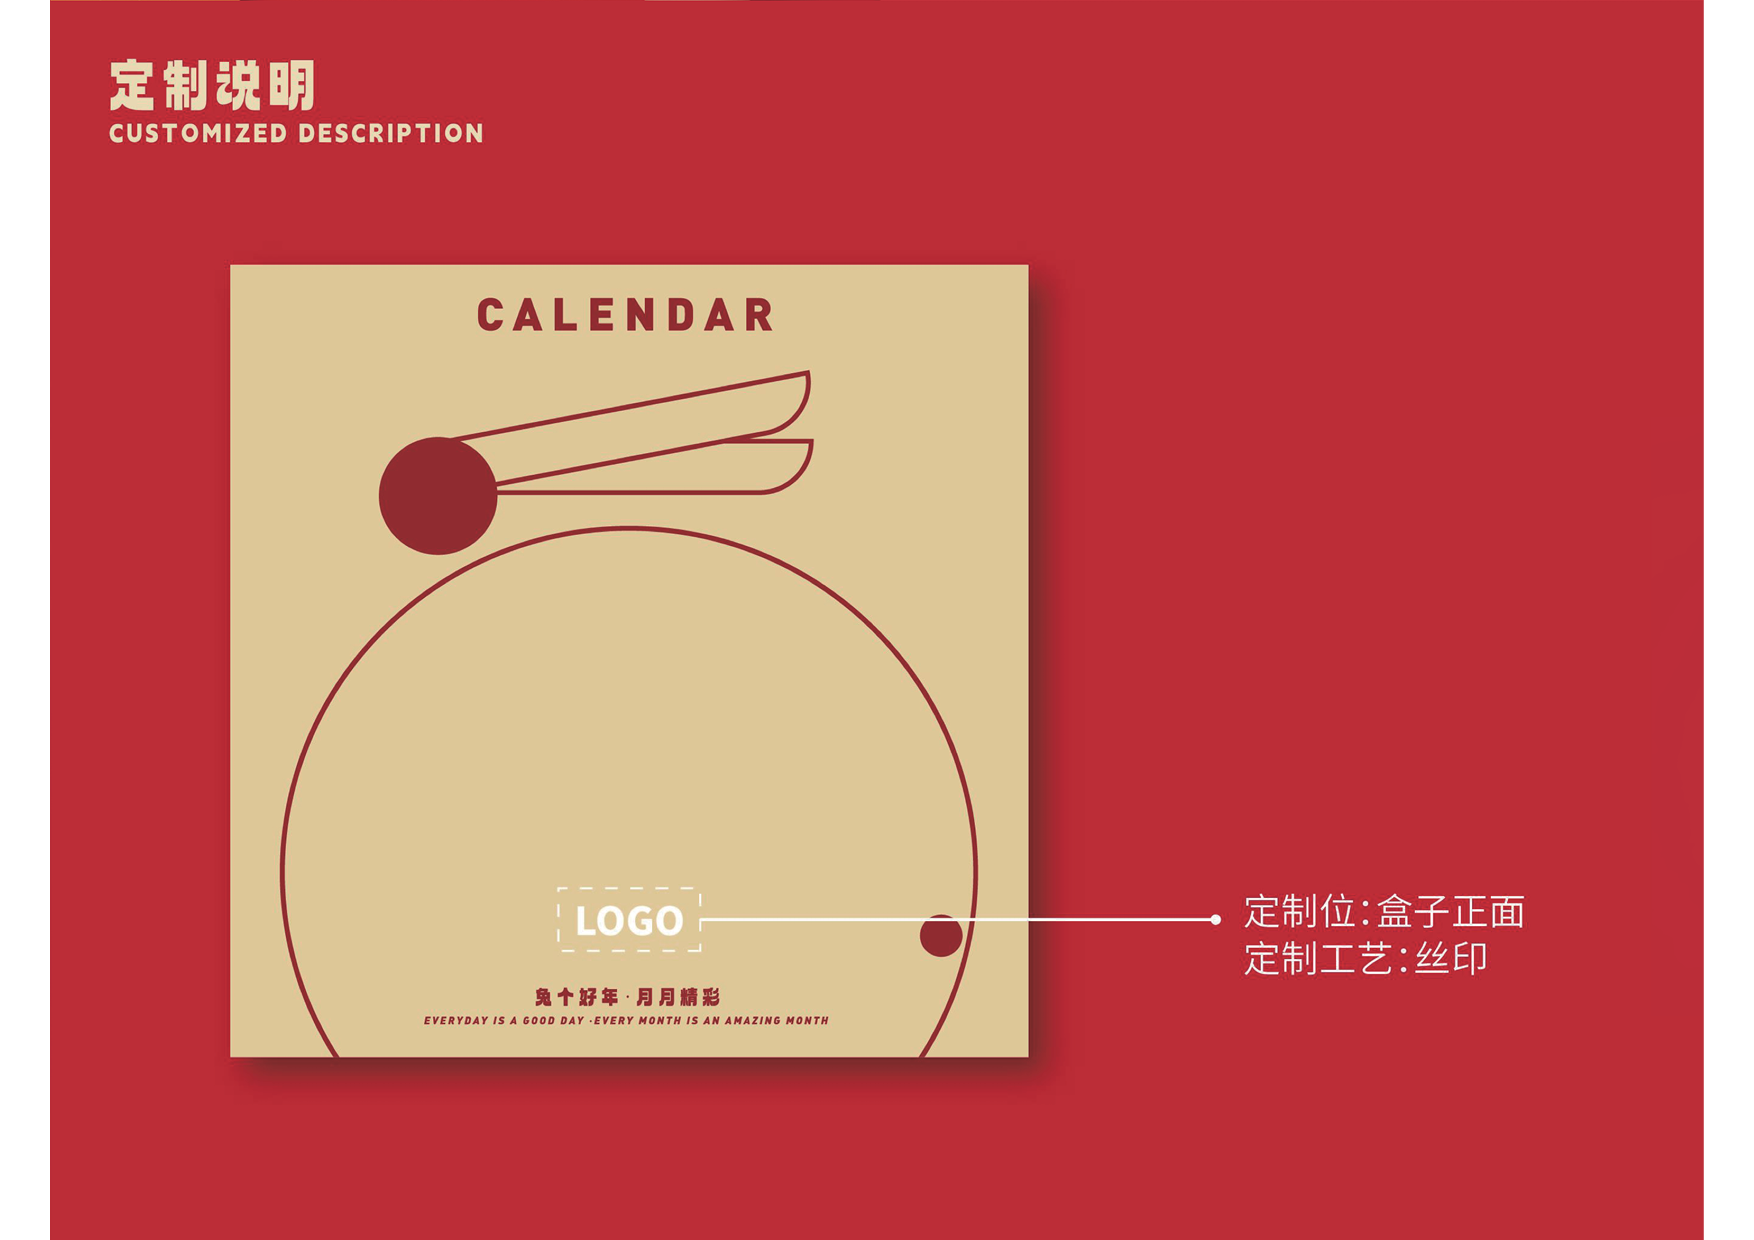 定制说明
CUSTOMIZED DESCRIPTION
CALENDAR
LOGO
定制位:盒子正面
定制工艺:丝印
兔个好年·月月精彩
EVERYDAY IS A GOOD DAY ·EVERY MONTH IS AN AMAZING MONTH